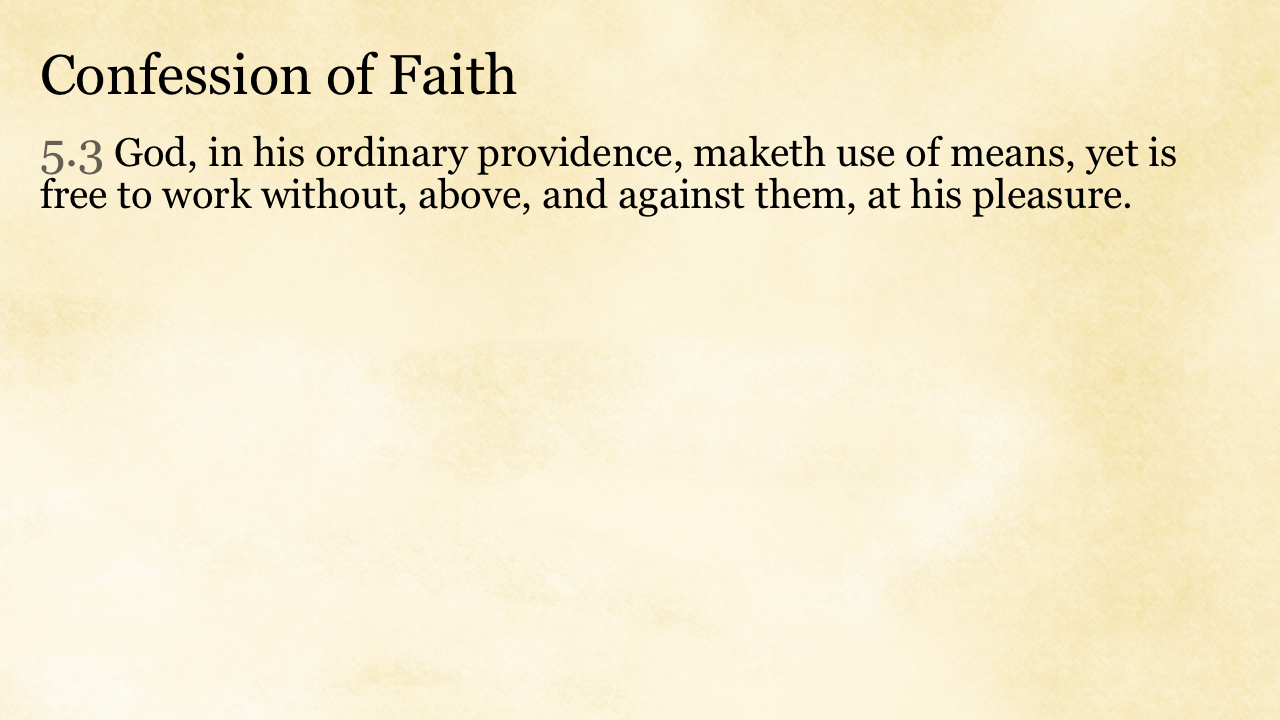 Confession of Faith
5.3 God, in his ordinary providence, maketh use of means, yet is
free to work without, above, and against them, at his pleasure.